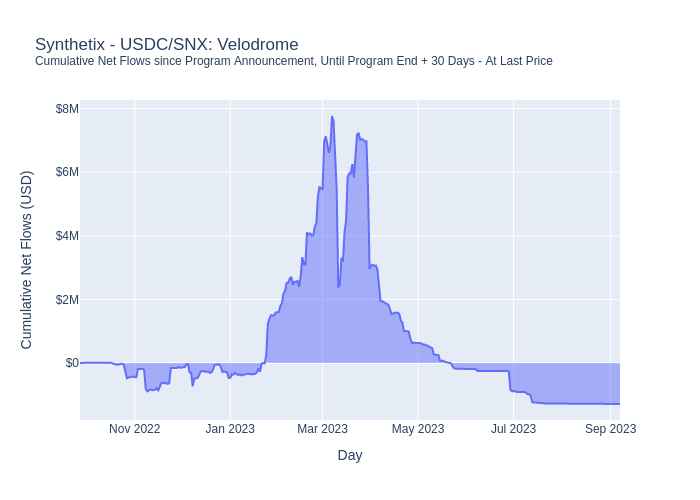 Synthetix - USDC/SNX: Velodrome
Cumulative Net Flows since Program Announcement, Until Program End + 30 Days - At Last Price
Cumulative Net Flows (USD)
$8M
$6M
$4M
$2M
$0
Nov 2022 Jan 2023 Mar 2023 May 2023 Jul 2023 Sep 2023
Day